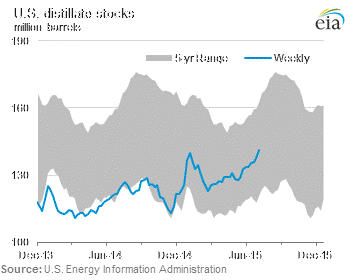 U.S. distillate stocks
million barrels
eia
190
5-yr Range
Weekly
160
130
100
Dec-13
Jun-14
Dec-14
Jun-15
Dec-15
Source: U.S. Energy Information Administration